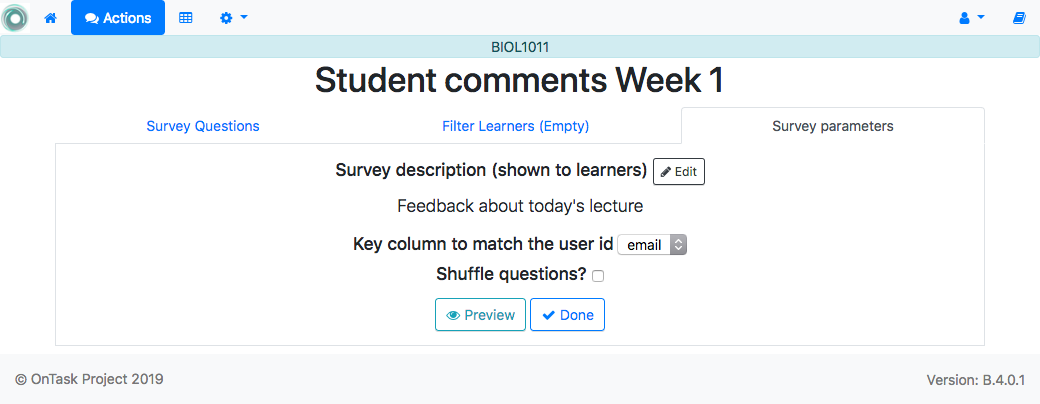 Actions
BIOL1011
Student comments Week 1
Survey Questions
Filter Learners (Empty)
Survey parameters
Survey description (shown to learners) Edit
Feedback about today's lecture
Key column to match the user id email
Shuffle questions?
Preview Done
© OnTask Project 2019
Version: B.4.0.1